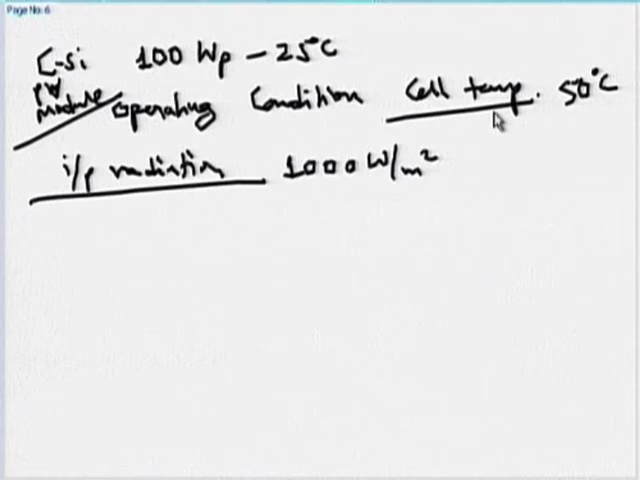 Page No: 6
C-Si 100 Wp - 25°C
PV
module operating Condition Cell temp. 50°C
i/p radiation 1000 W/m²